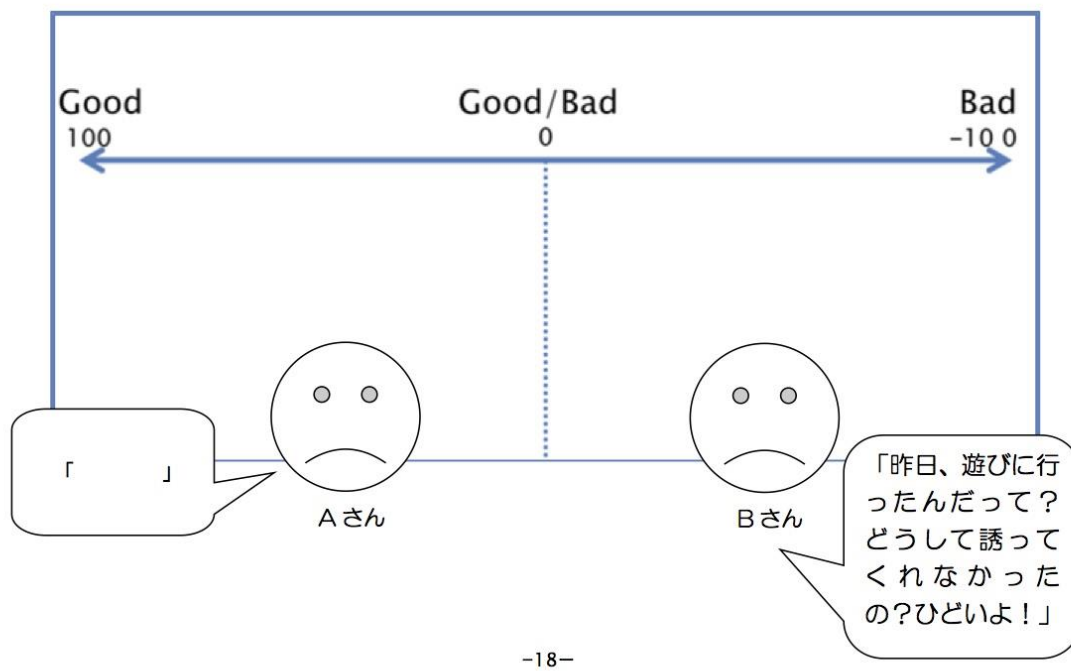 Good Good/Bad Bad
100 0 -10 0
「 」
Aさん Bさん
「昨日、遊びに行
ったんだって？
どうして誘って
くれなかった
の？ひどいよ！」
-18-